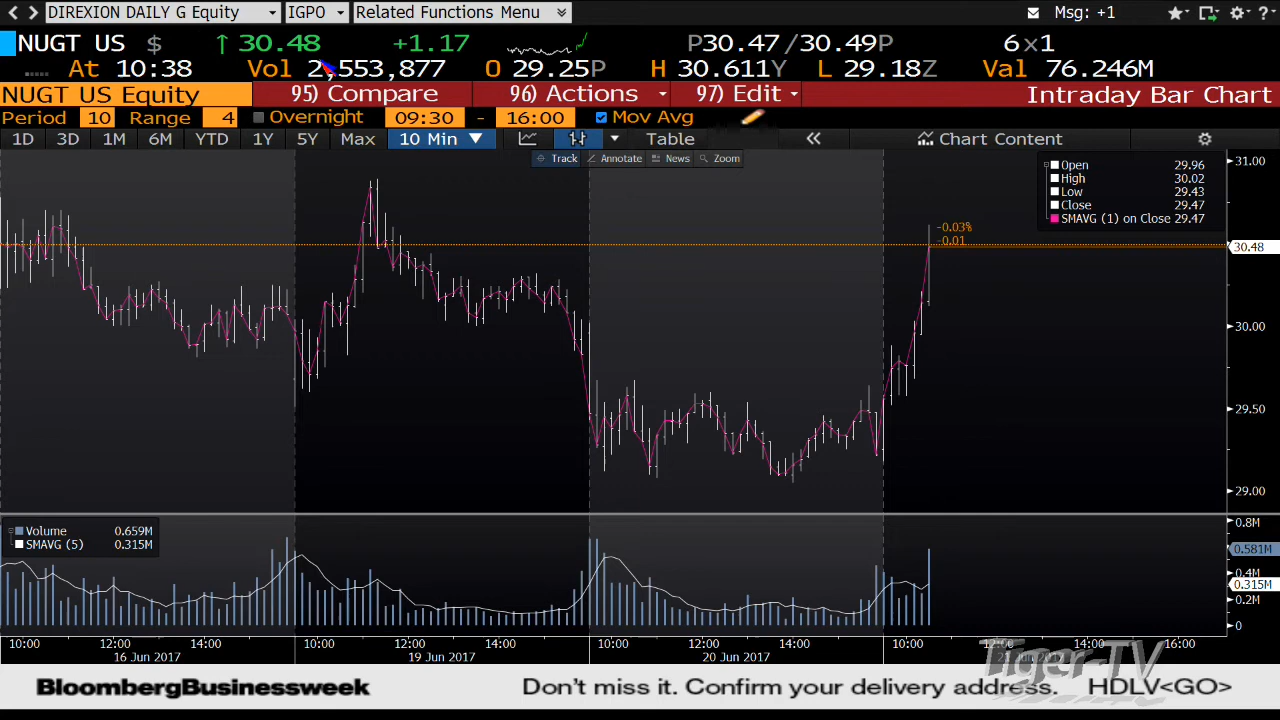 DIREXION DAILY G Equity IGPO Related Functions Menu Msg: +1 ?
NUGT US $ ↑ 30.48 +1.17 P30.47 /30.49P 6x1
At 10:38 Vol 2,553,877 O 29.25P H 30.611Y L 29.18Z Val 76.246M
NUGT US Equity 95) Compare 96) Actions 97) Edit Intraday Bar Chart
Period 10 Range 4 Overnight 09:30 - 16:00 Mov Avg
1D 3D 1M 6M YTD 1Y 5Y Max 10 Min Table « Chart Content
Track Annotate News Zoom
31.00
Open 29.96
High 30.02
Low 29.43
Close 29.47
SMAVG (1) on Close 29.47
-0.03%
-0.01
30.48
30.00
29.50
29.00
Volume 0.659M
SMAVG (5) 0.315M
0.8M
0.581M
0.4M
0.315M
0.2M
0
10:00 12:00 14:00 10:00 12:00 14:00 10:00 12:00 14:00 10:00 12:00 14:00 16:00
16 Jun 2017 19 Jun 2017 20 Jun 2017 21 Jun 2017
Tiger-TV
BloombergBusinessweek Don't miss it. Confirm your delivery address. HDLV<GO>